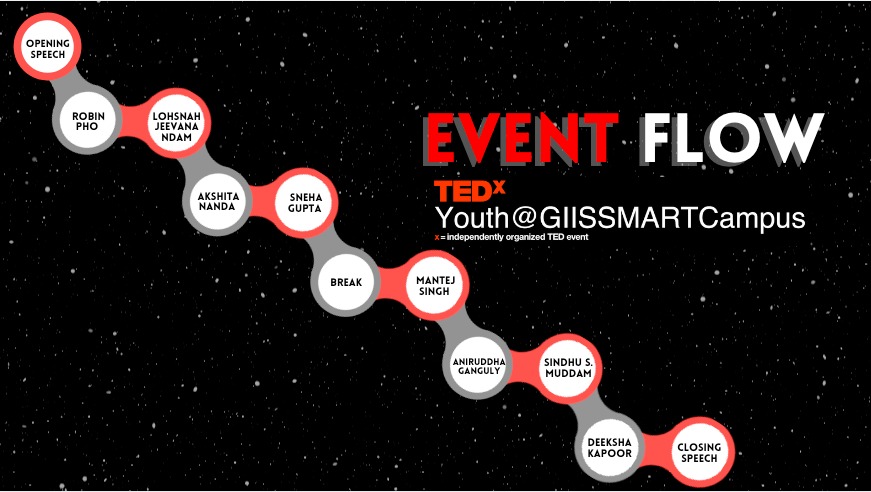 OPENING
SPEECH
ROBIN
PHO
LOHSNAH
JEEVANA
NDAM
AKSHITA
NANDA
SNEHA
GUPTA
BREAK
MANTEJ
SINGH
ANIRUDDHA
GANGULY
SINDHU S.
MUDDAM
DEEKSHA
KAPOOR
CLOSING
SPEECH
EVENT FLOW
TEDx
Youth@GIISSMARTCampus
x = independently organized TED event